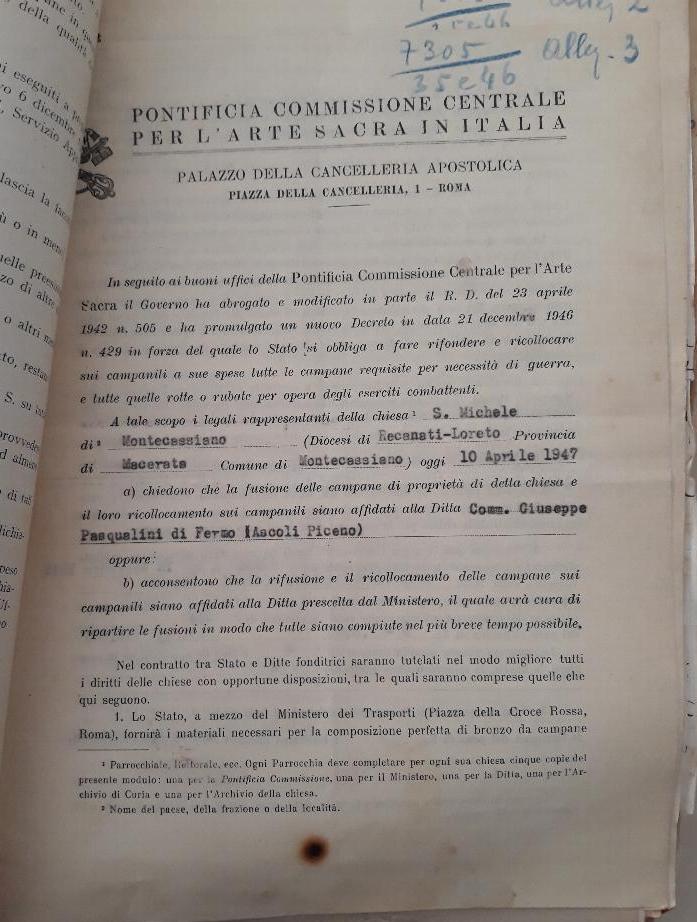 alleg. 2
35e46
7305 alleg. 3
35e46
PONTIFICIA COMMISSIONE CENTRALE
PER L'ARTE SACRA IN ITALIA
PALAZZO DELLA CANCELLERIA APOSTOLICA
PIAZZA DELLA CANCELLERIA, 1 - ROMA
In seguito ai buoni uffici della Pontificia Commissione Centrale per l'Arte
Sacra il Governo ha abrogato e modificato in parte il R. D. del 23 aprile
1942 n. 505 e ha promulgato un nuovo Decreto in data 21 decembre 1946
n. 429 in forza del quale lo Stato si obbliga a fare rifondere e ricollocare
sui campanili a sue spese tutte le campane requisite per necessità di guerra,
e tutte quelle rotte o rubate per opera degli eserciti combattenti.
A tale scopo i legali rappresentanti della chiesa¹ S. Michele
di² Montecassiano (Diocesi di Recanati-Loreto Provincia
di Macerata Comune di Montecassiano) oggi 10 Aprile 1947
a) chiedono che la fusione delle campane di proprietà di detta chiesa e
il loro ricollocamento sui campanili siano affidati alla Ditta Comm. Giuseppe
Pasqualini di Fermo (Ascoli Piceno)
oppure:
b) acconsentono che la rifusione e il ricollocamento delle campane sui
campanili siano affidati alla Ditta prescelta dal Ministero, il quale avrà cura di
ripartire le fusioni in modo che tutte siano compiute nel più breve tempo possibile.
Nel contratto tra Stato e Ditte fonditrici saranno tutelati nel modo migliore tutti
i diritti delle chiese con opportune disposizioni, tra le quali saranno comprese quelle che
qui seguono.
1. Lo Stato, a mezzo del Ministero dei Trasporti (Piazza della Croce Rossa,
Roma), fornirà i materiali necessari per la composizione perfetta di bronzo da campane
¹ Parrocchiale, Rettorale, ecc. Ogni Parrocchia deve completare per ogni sua chiesa cinque copie del
presente modulo: una per la Pontificia Commissione, una per il Ministero, una per la Ditta, una per l'Ar-
chivio di Curia e una per l'Archivio della chiesa.
² Nome del paese, della frazione o della località.